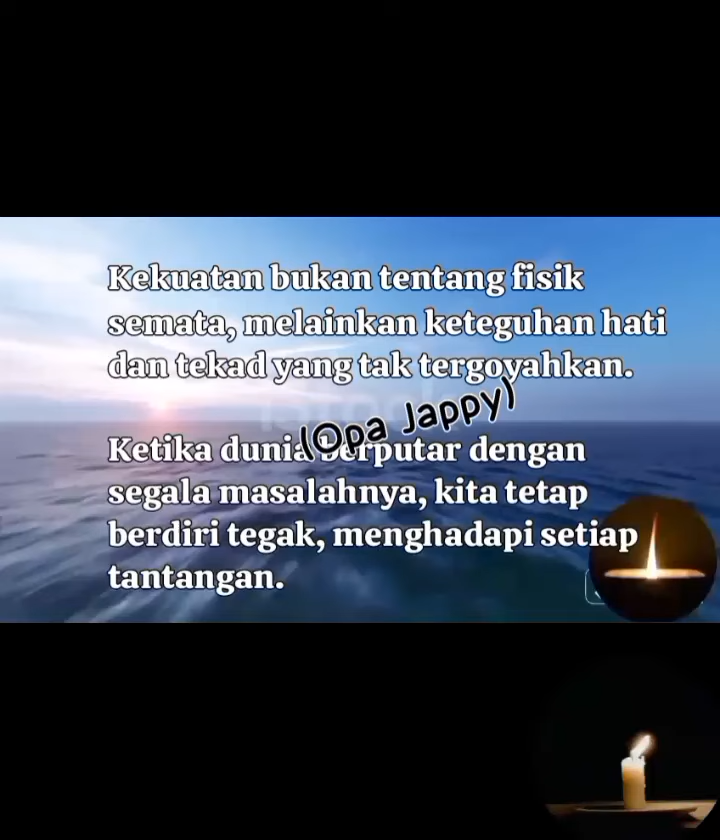 Kekuatan bukan tentang fisik
semata, melainkan keteguhan hati
dan tekad yang tak tergoyahkan.
(Opa Jappy)
Ketika dunia berputar dengan
segala masalahnya, kita tetap
berdiri tegak, menghadapi setiap
tantangan.